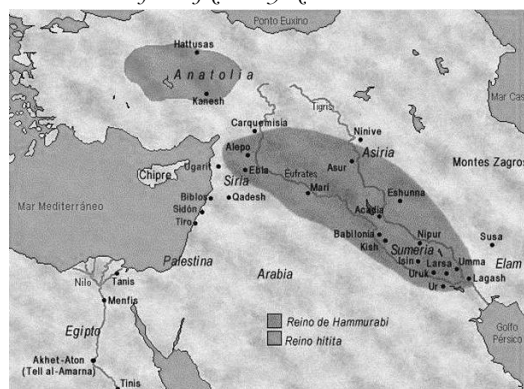 Ponto Euxino
Hattusas
Anatolia
Kanesh
Mar Cas
Tigris
Carquemisia
Ninive
Alepo
Asiria
Ugarit
Ebla
Asur
Montes Zagros
Chipre
Siria
Eufrates
Mari
Eshunna
Biblos
Qadesh
Mar Mediterráneo
Sidón
Acadia
Tiro
Babilonia
Nipur
Susa
Kish
Sumeria
Palestina
Isin
Larsa
Umma
Elam
Arabia
Uruk
Lagash
Nilo
Tanis
Ur
Menfis
Egipto
Reino de Hammurabi
Reino hitita
Golfo
Pérsico
Akhet-Aton
(Tell al-Amarna)
Tinis